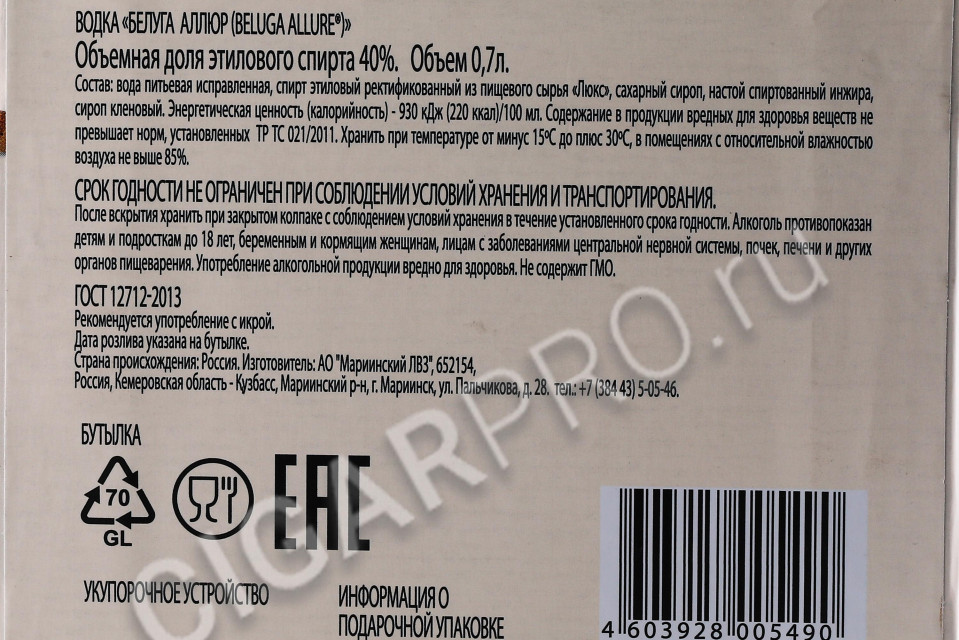 ВОДКА «БЕЛУГА АЛЛЮР (BELUGA ALLURE®)»
Объемная доля этилового спирта 40%. Объем 0,7л.
Состав: вода питьевая исправленная, спирт этиловый ректификованный из пищевого сырья «Люкс», сахарный сироп, настой спиртованный инжира,
сироп кленовый. Энергетическая ценность (калорийность) - 930 кДж (220 ккал)/100 мл. Содержание в продукции вредных для здоровья веществ не
превышает норм, установленных ТР ТС 021/2011. Хранить при температуре от минус 15ºС до плюс 30ºС, в помещениях с относительной влажностью
воздуха не выше 85%.
СРОК ГОДНОСТИ НЕ ОГРАНИЧЕН ПРИ СОБЛЮДЕНИИ УСЛОВИЙ ХРАНЕНИЯ И ТРАНСПОРТИРОВАНИЯ.
После вскрытия хранить при закрытом колпаке с соблюдением условий хранения в течение установленного срока годности. Алкоголь противопоказан
детям и подросткам до 18 лет, беременным и кормящим женщинам, лицам с заболеваниями центральной нервной системы, почек, печени и других
органов пищеварения. Употребление алкогольной продукции вредно для здоровья. Не содержит ГМО.
ГОСТ 12712-2013
Рекомендуется употребление с икрой.
Дата розлива указана на бутылке.
Страна происхождения: Россия. Изготовитель: АО "Мариинский ЛВЗ", 652154,
Россия, Кемеровская область - Кузбасс, Мариинский р-н, г. Мариинск, ул. Пальчикова, д. 28. тел.: +7 (384 43) 5-05-46.
БУТЫЛКА
70
GL
EAC
УКУПОРОЧНОЕ УСТРОЙСТВО
ИНФОРМАЦИЯ О
ПОДАРОЧНОЙ УПАКОВКЕ
4 603928 005490
CIGARPRO.ru